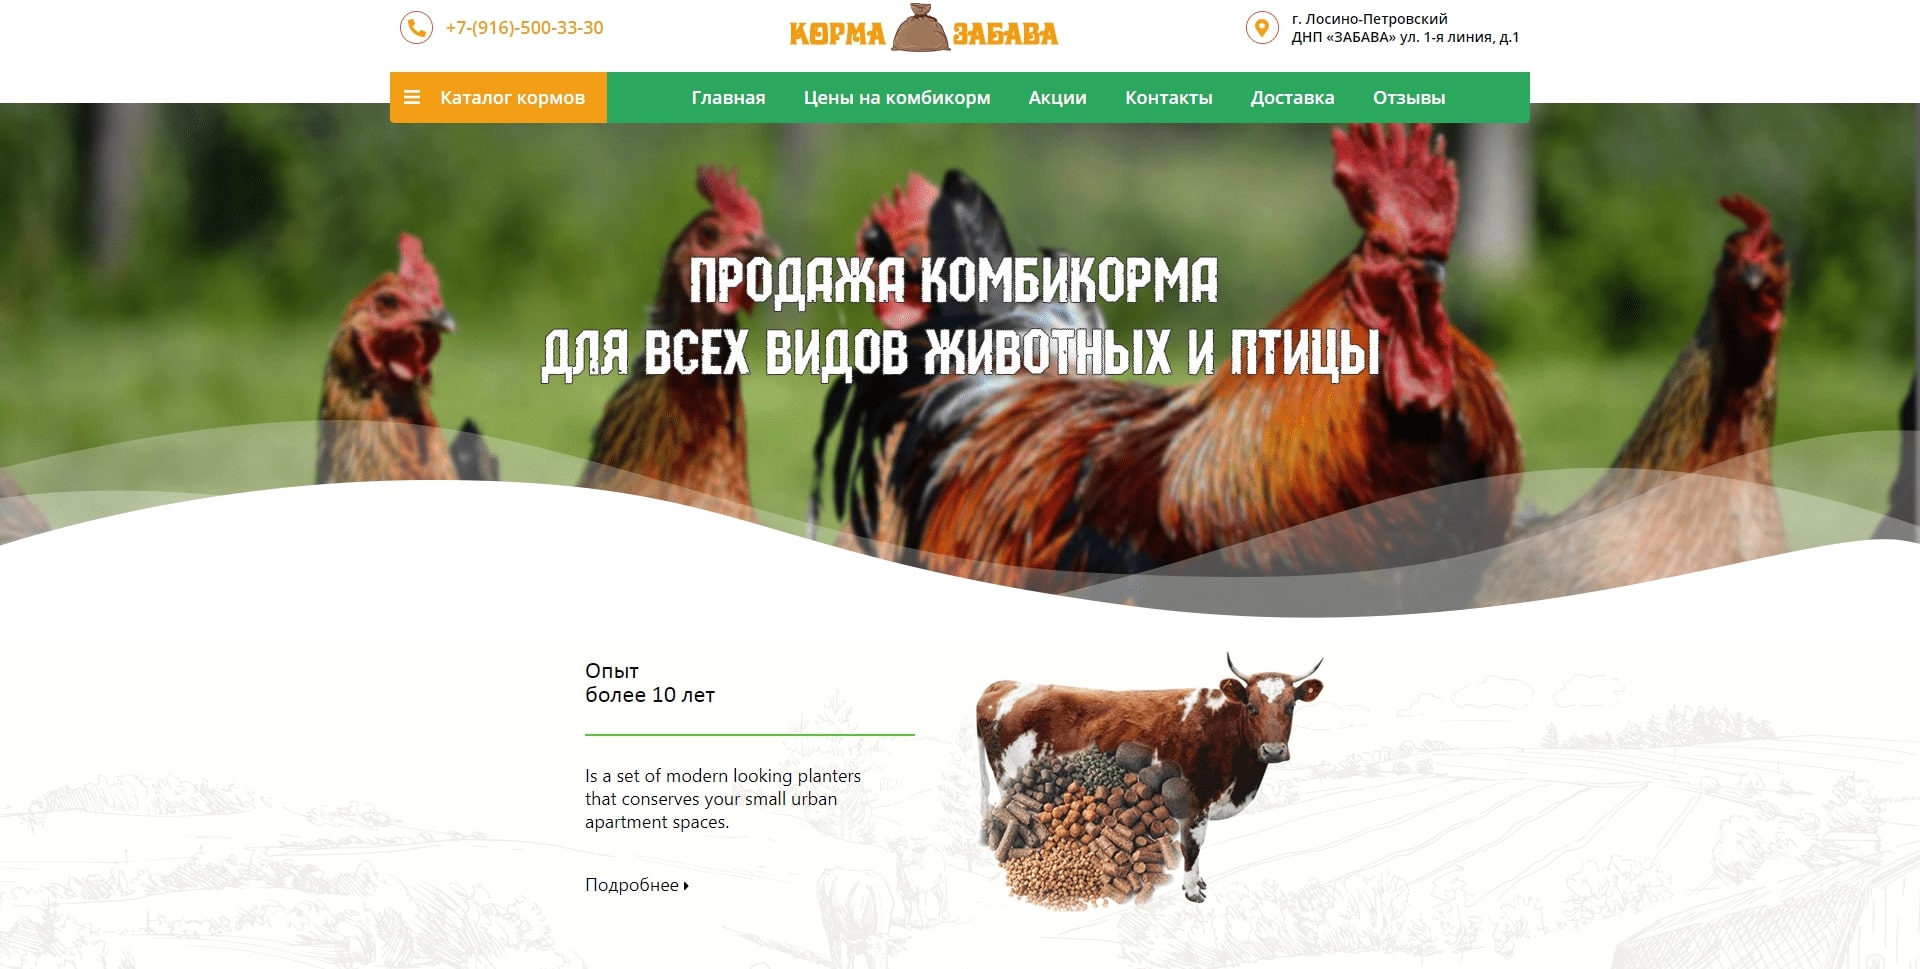 +7-(916)-500-33-30
КОРМА ЗАБАВА
г. Лосино-Петровский
ДНП «ЗАБАВА» ул. 1-я линия, д.1
Каталог кормов
Главная
Цены на комбикорм
Акции
Контакты
Доставка
Отзывы
ПРОДАЖА КОМБИКОРМА
ДЛЯ ВСЕХ ВИДОВ ЖИВОТНЫХ И ПТИЦЫ
Опыт
более 10 лет
Is a set of modern looking planters
that conserves your small urban
apartment spaces.
Подробнее